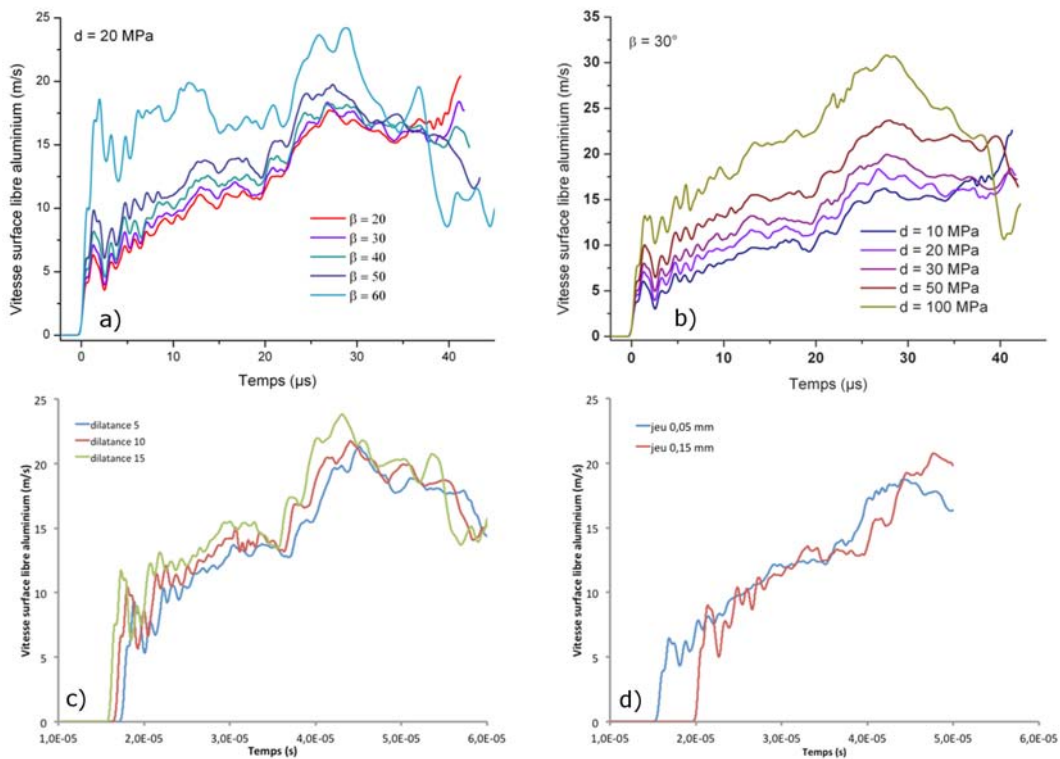 d = 20 MPa
Vitesse surface libre aluminium (m/s)
25
20
15
10
5
0
β = 20
β = 30
β = 40
β = 50
β = 60
a)
0
10
20
30
40
Temps (µs)
β = 30°
Vitesse surface libre aluminium (m/s)
35
30
25
20
15
10
5
0
d = 10 MPa
d = 20 MPa
d = 30 MPa
d = 50 MPa
d = 100 MPa
b)
0
10
20
30
40
Temps (µs)
Vitesse surface libre aluminium (m/s)
25
20
15
10
5
0
dilatance 5
dilatance 10
dilatance 15
c)
1,0E-05
2,0E-05
3,0E-05
4,0E-05
5,0E-05
6,0E-05
Temps (s)
Vitesse surface libre aluminium (m/s)
25
20
15
10
5
0
jeu 0,05 mm
jeu 0,15 mm
d)
1,0E-05
2,0E-05
3,0E-05
4,0E-05
5,0E-05
6,0E-05
Temps (s)